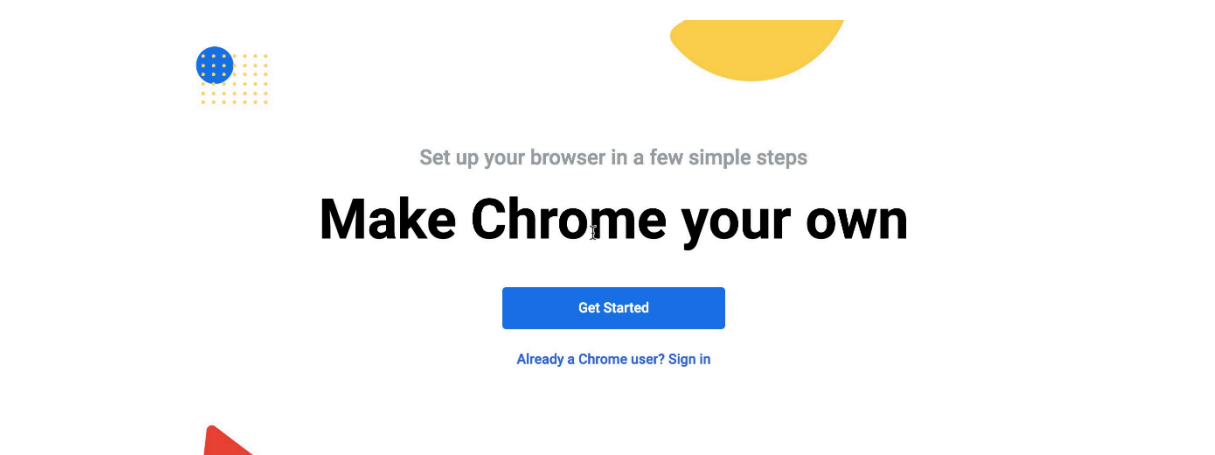 Set up your browser in a few simple steps
Make Chrome your own
Get Started
Already a Chrome user? Sign in